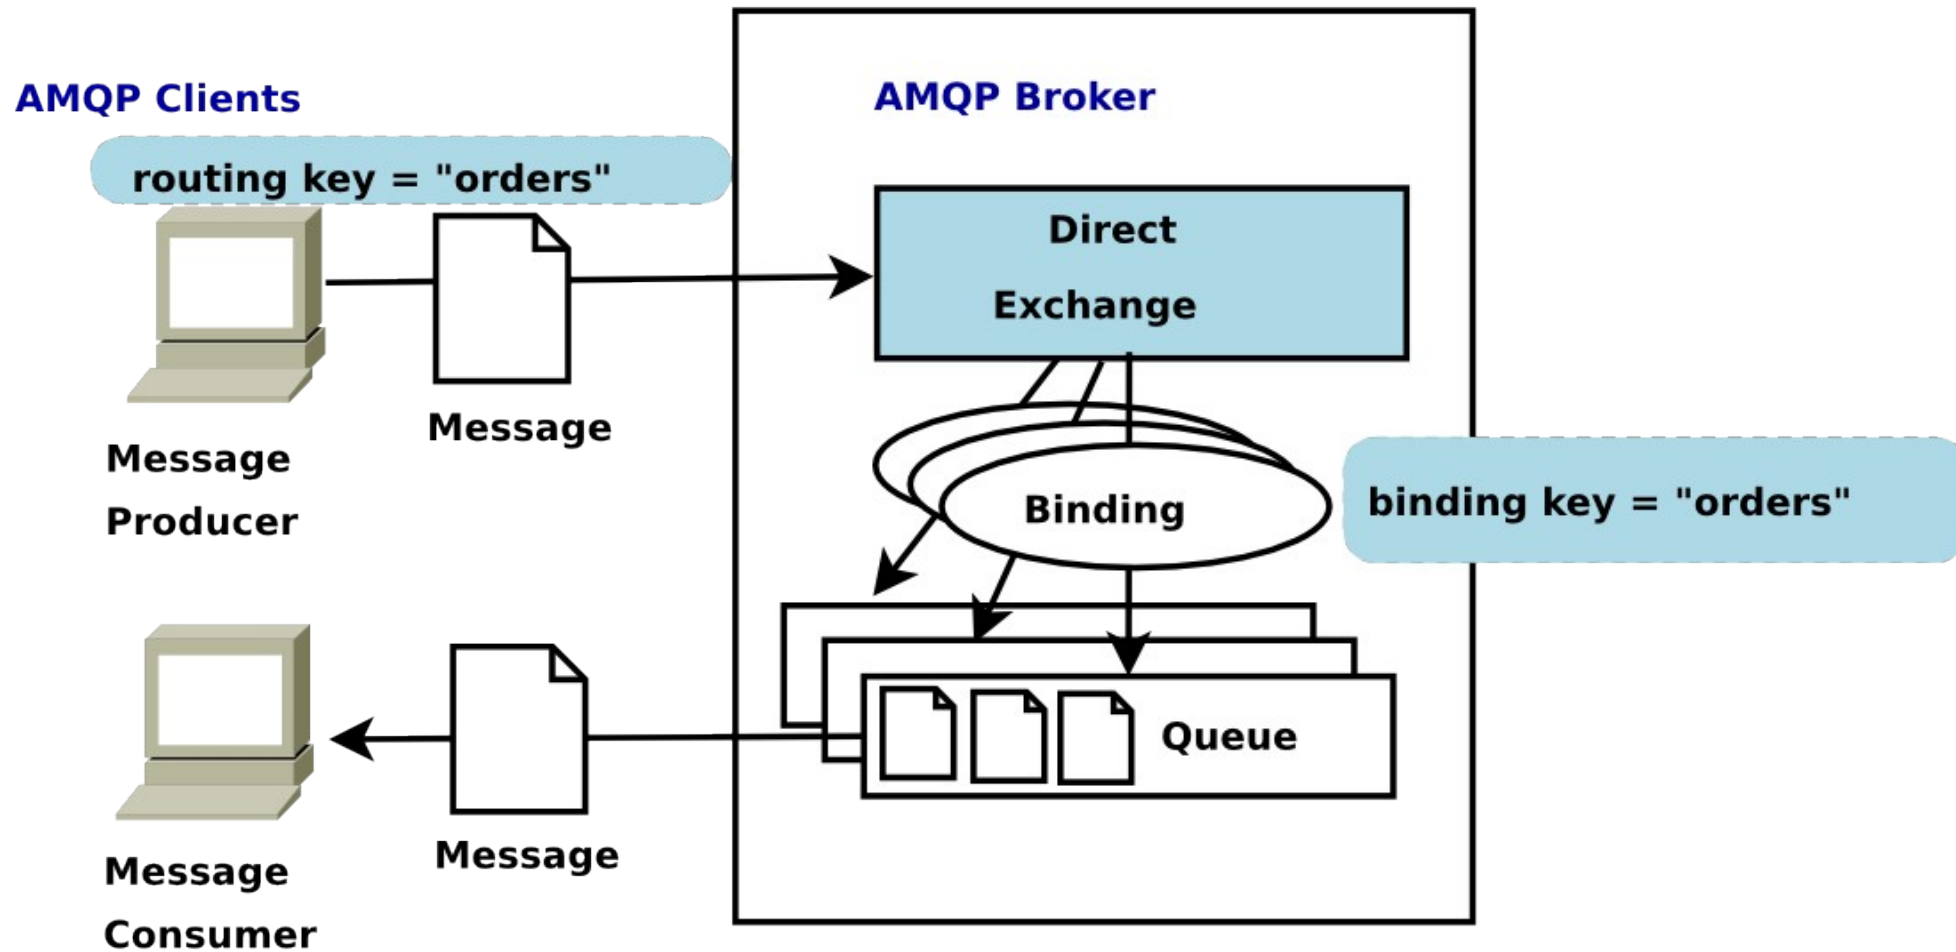 AMQP Clients
AMQP Broker
routing key = "orders"
Direct
Exchange
Message
Message
Producer
Binding
binding key = "orders"
Queue
Message
Message
Consumer